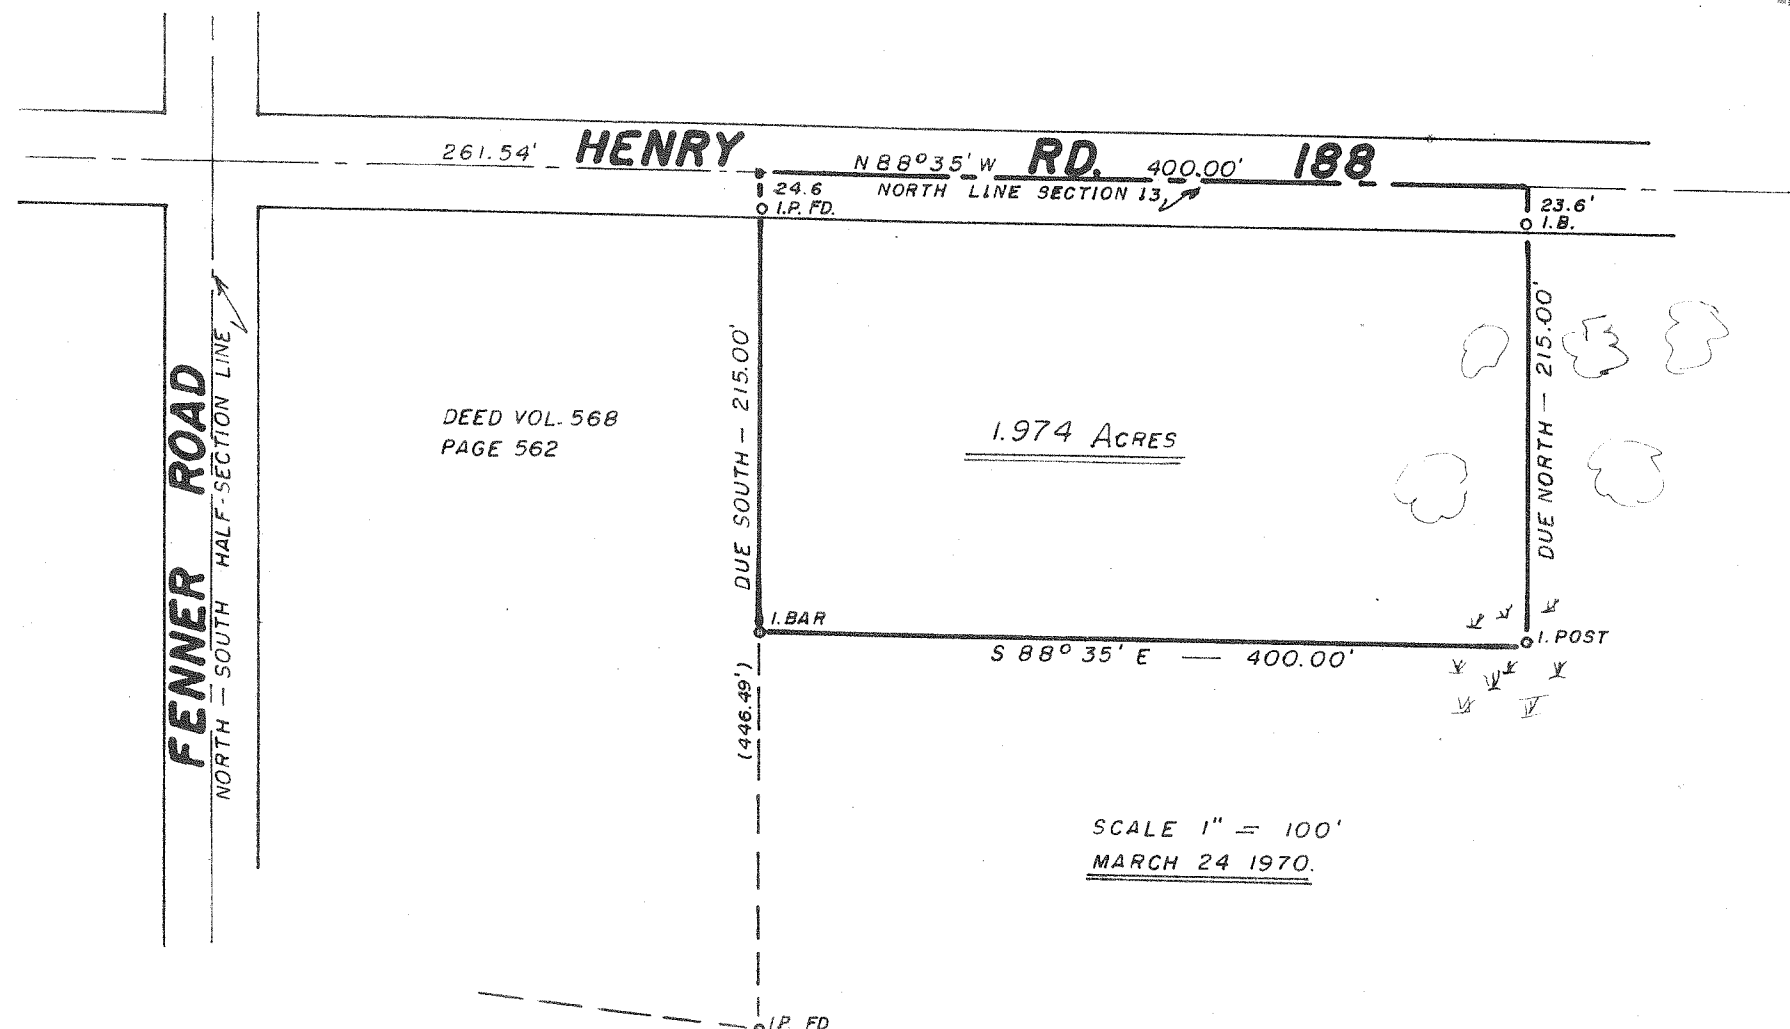 261.54'
HENRY RD. 188
N 88° 35' W 400.00'
NORTH LINE SECTION 13
24.6
I.P. FD.
23.6'
I.B.
FENNER ROAD
NORTH — SOUTH HALF-SECTION LINE
DEED VOL. 568
PAGE 562
DUE SOUTH — 215.00'
1.974 ACRES
DUE NORTH — 215.00'
I. BAR
I. POST
S 88° 35' E — 400.00'
(446.49')
SCALE 1" = 100'
MARCH 24 1970.
I.P. FD